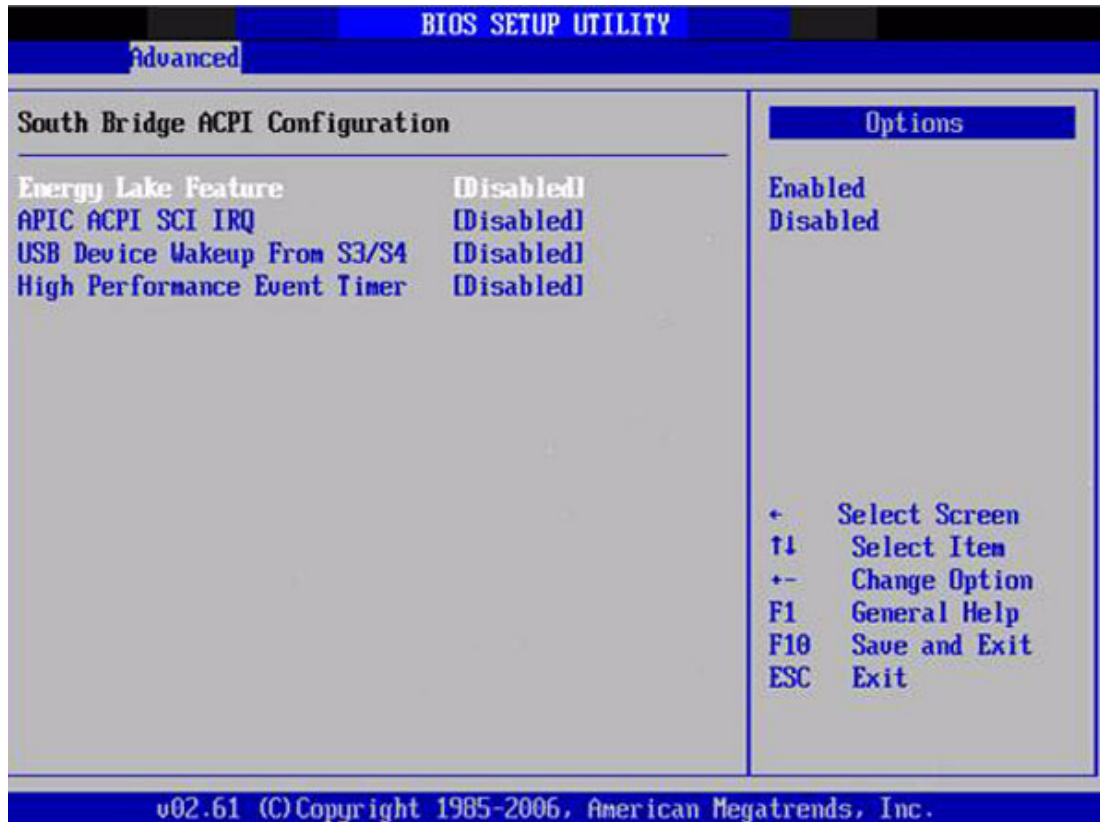 BIOS SETUP UTILITY
Advanced
South Bridge ACPI Configuration
Energy Lake Feature [Disabled]
APIC ACPI SCI IRQ [Disabled]
USB Device Wakeup From S3/S4 [Disabled]
High Performance Event Timer [Disabled]
Options
Enabled
Disabled
← Select Screen
↑↓ Select Item
+- Change Option
F1 General Help
F10 Save and Exit
ESC Exit
v02.61 (C)Copyright 1985-2006, American Megatrends, Inc.